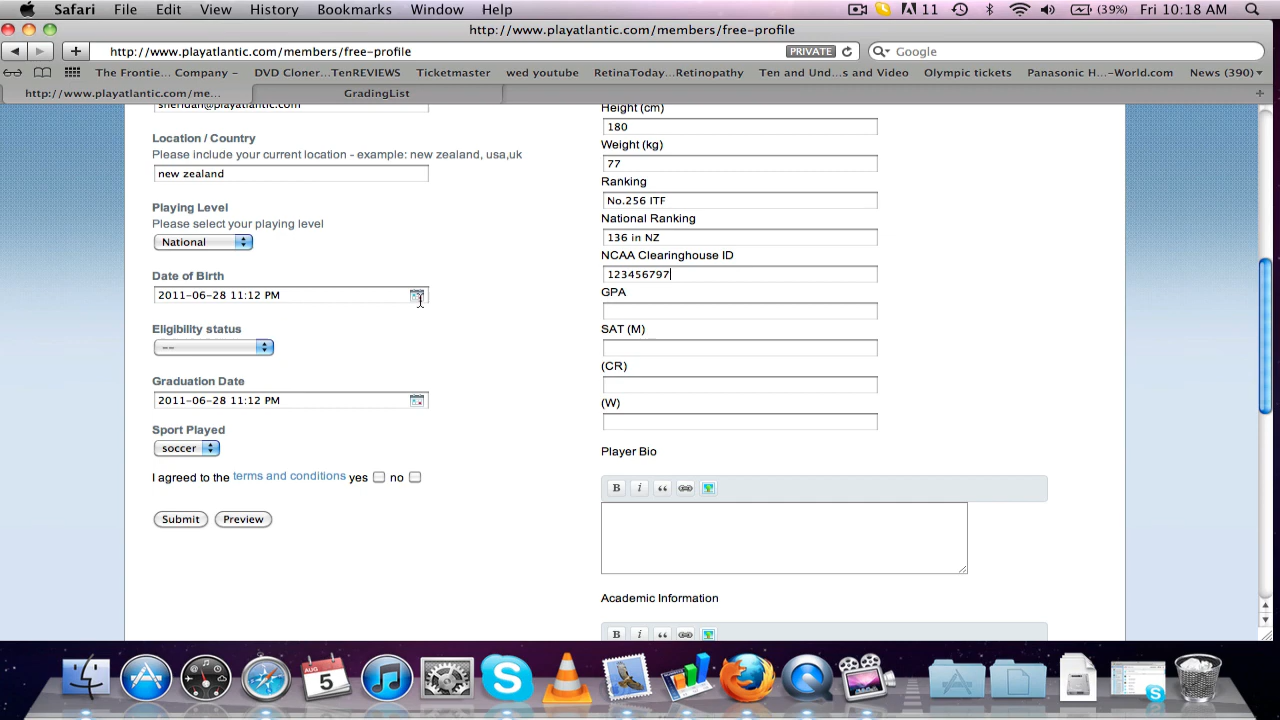 Safari File Edit View History Bookmarks Window Help 11 (39%) Fri 10:18 AM
http://www.playatlantic.com/members/free-profile
http://www.playatlantic.com/members/free-profile PRIVATE Google
The Frontie... Company – DVD Cloner...TenREVIEWS Ticketmaster wed youtube RetinaToday...Retinopathy Ten and Und...s and Video Olympic tickets Panasonic H...-World.com News (390)
http://www.playatlantic.com/me... GradingList
sheridan@playatlantic.com
Location / Country
Please include your current location - example: new zealand, usa,uk
new zealand
Playing Level
Please select your playing level
National
Date of Birth
2011-06-28 11:12 PM
Eligibility status
--
Graduation Date
2011-06-28 11:12 PM
Sport Played
soccer
I agreed to the terms and conditions yes no
Submit Preview
Height (cm)
180
Weight (kg)
77
Ranking
No.256 ITF
National Ranking
136 in NZ
NCAA Clearinghouse ID
123456797
GPA
SAT (M)
(CR)
(W)
Player Bio
B i “
Academic Information
B i “
AUG
5